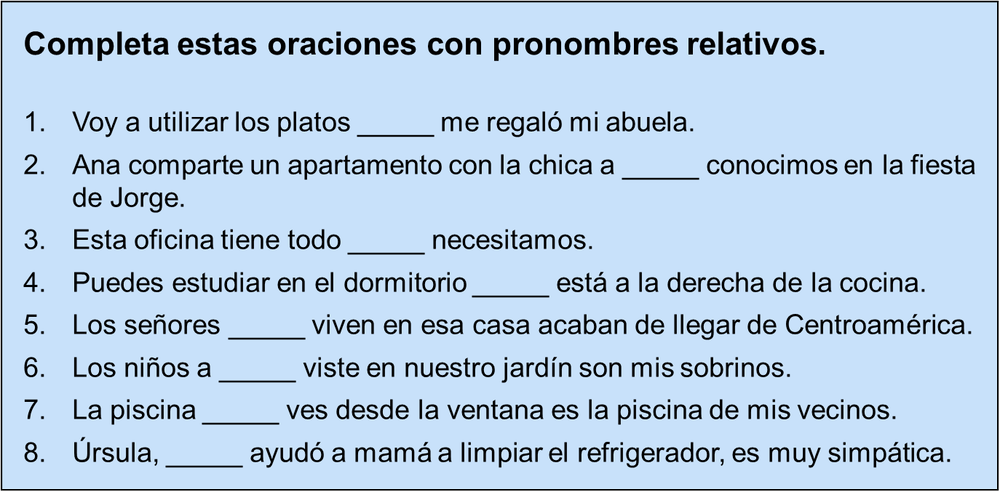 Completa estas oraciones con pronombres relativos.
1. Voy a utilizar los platos _____ me regaló mi abuela.
2. Ana comparte un apartamento con la chica a _____ conocimos en la fiesta
de Jorge.
3. Esta oficina tiene todo _____ necesitamos.
4. Puedes estudiar en el dormitorio _____ está a la derecha de la cocina.
5. Los señores _____ viven en esa casa acaban de llegar de Centroamérica.
6. Los niños a _____ viste en nuestro jardín son mis sobrinos.
7. La piscina _____ ves desde la ventana es la piscina de mis vecinos.
8. Úrsula, _____ ayudó a mamá a limpiar el refrigerador, es muy simpática.